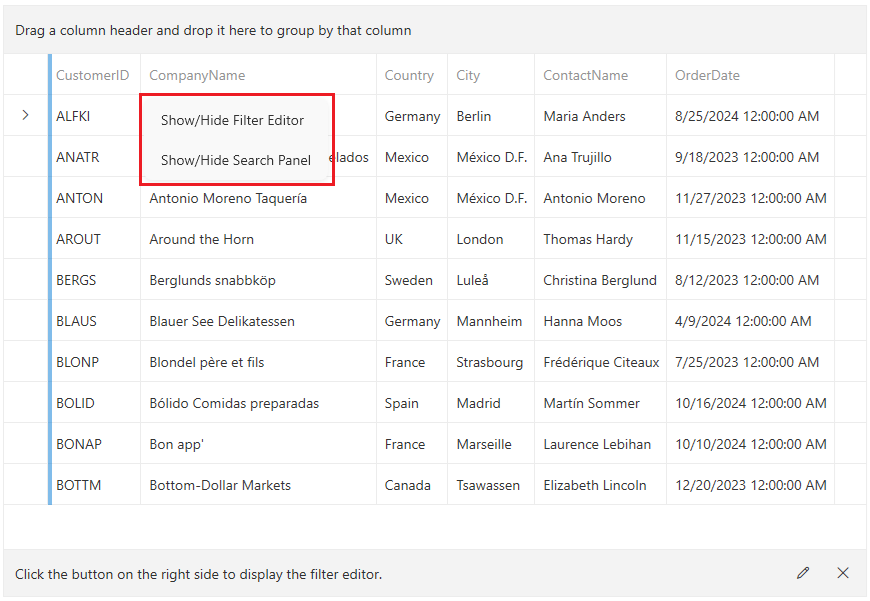 Drag a column header and drop it here to group by that column
CustomerID CompanyName Country City ContactName OrderDate
ALFKI Show/Hide Filter Editor Germany Berlin Maria Anders 8/25/2024 12:00:00 AM
ANATR Show/Hide Search Panel elados Mexico México D.F. Ana Trujillo 9/18/2023 12:00:00 AM
ANTON Antonio Moreno Taquería Mexico México D.F. Antonio Moreno 11/27/2023 12:00:00 AM
AROUT Around the Horn UK London Thomas Hardy 11/15/2023 12:00:00 AM
BERGS Berglunds snabbköp Sweden Luleå Christina Berglund 8/12/2023 12:00:00 AM
BLAUS Blauer See Delikatessen Germany Mannheim Hanna Moos 4/9/2024 12:00:00 AM
BLONP Blondel père et fils France Strasbourg Frédérique Citeaux 7/25/2023 12:00:00 AM
BOLID Bólido Comidas preparadas Spain Madrid Martín Sommer 10/16/2024 12:00:00 AM
BONAP Bon app' France Marseille Laurence Lebihan 10/10/2024 12:00:00 AM
BOTTM Bottom-Dollar Markets Canada Tsawassen Elizabeth Lincoln 12/20/2023 12:00:00 AM
Click the button on the right side to display the filter editor.